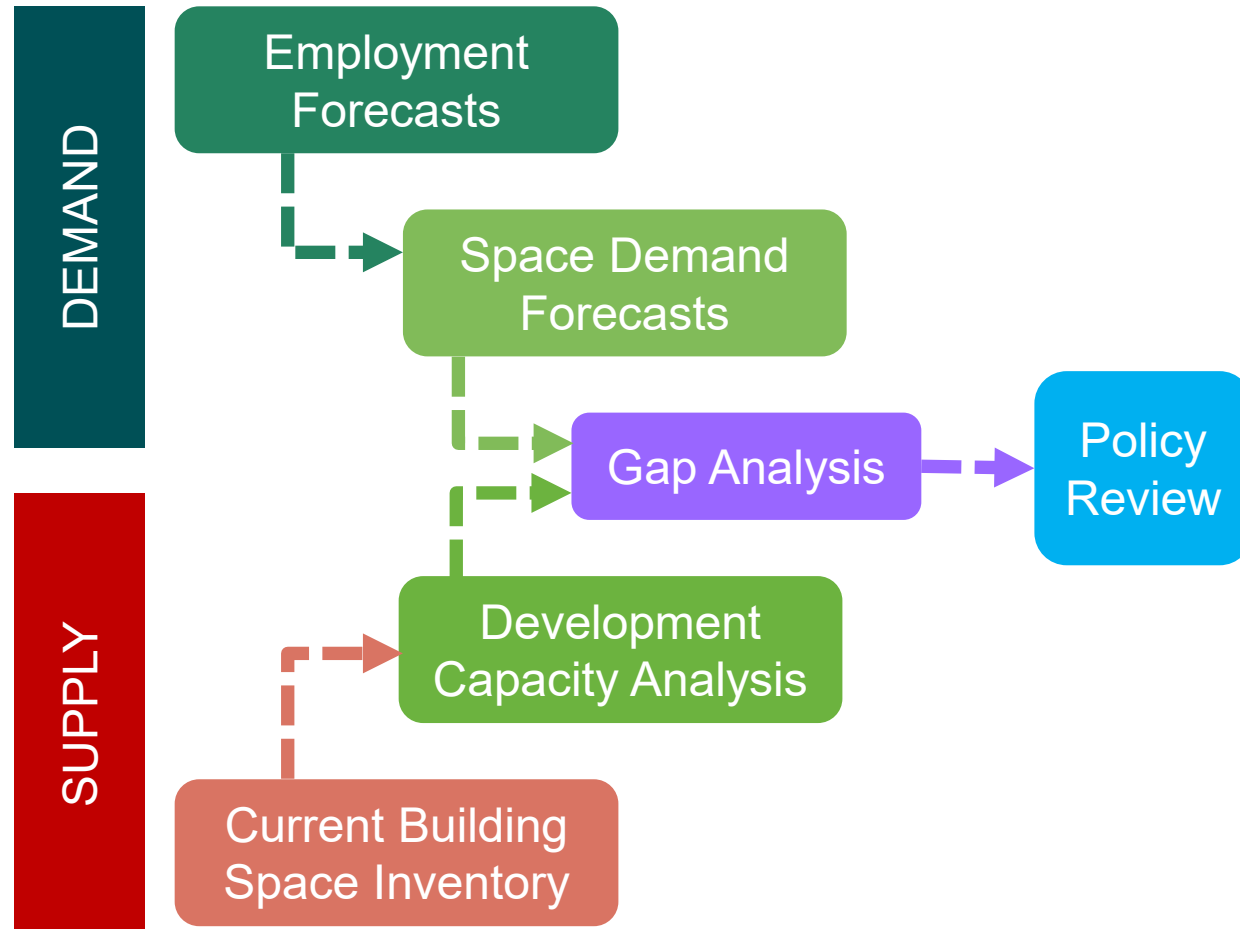 DEMAND
Employment
Forecasts
Space Demand
Forecasts
Gap Analysis
Policy
Review
SUPPLY
Development
Capacity Analysis
Current Building
Space Inventory